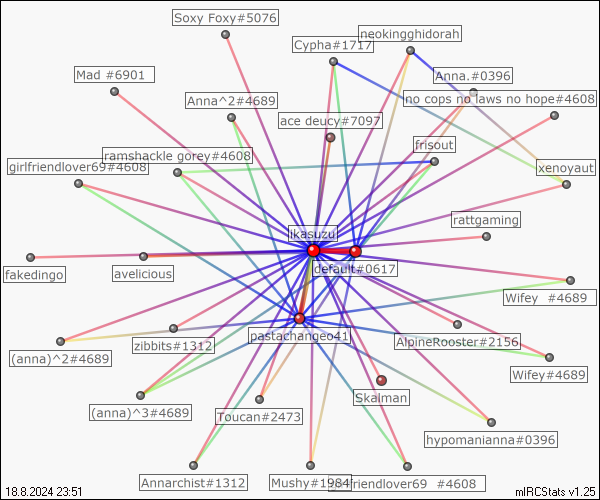 Soxy Foxy#5076
neokingghidorah
Cypha#1717
Mad #6901
Anna.#0396
Anna^2#4689
no cops no laws no hope#4608
ace deucy#7097
frisout
ramshackle gorey#4608
girlfriendlover69#4608
xenoyaut
rattgaming
ikasuzu
fakedingo
avelicious
default#0617
Wifey #4689
pastachangeo41
(anna)^2#4689
zibbits#1312
AlpineRooster#2156
Wifey#4689
(anna)^3#4689
Toucan#2473
Skalman
hypomanianna#0396
Annarchist#1312
Mushy#1984
friendlover69 #4608
18.8.2024 23:51
mIRCStats v1.25